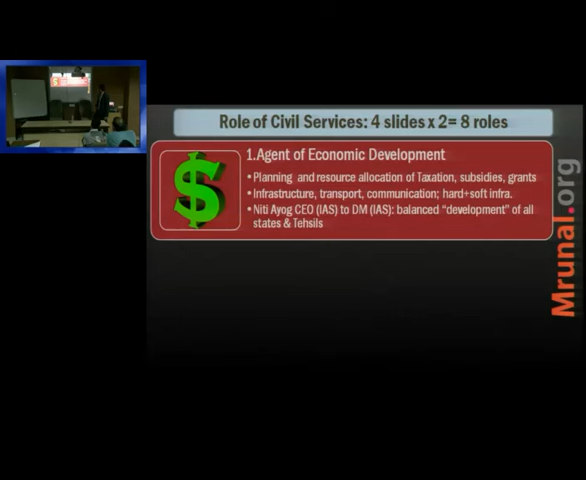 Role of Civil Services: 4 slides x 2= 8 roles
1.Agent of Economic Development
• Planning and resource allocation of Taxation, subsidies, grants
• Infrastructure, transport, communication; hard+soft infra.
• Niti Ayog CEO (IAS) to DM (IAS): balanced "development" of all
states & Tehsils
Mrunal.org